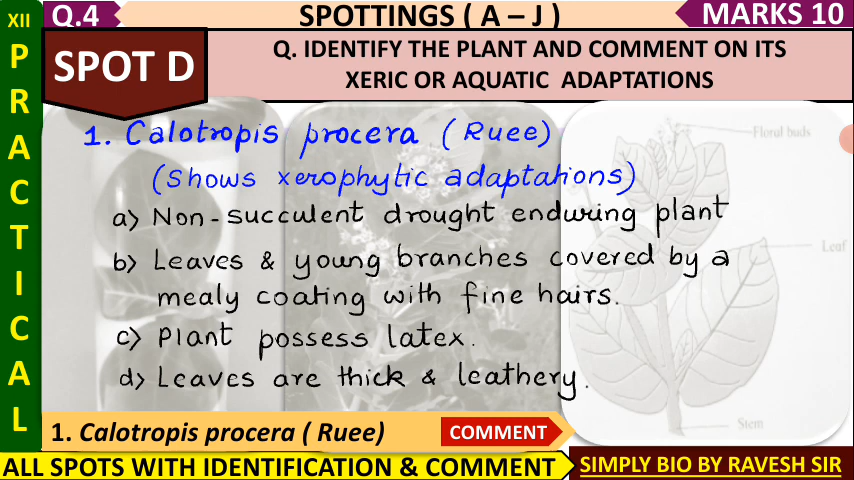 XII
PRACTICAL
Q.4
SPOTTINGS ( A – J )
MARKS 10
SPOT D
Q. IDENTIFY THE PLANT AND COMMENT ON ITS
XERIC OR AQUATIC ADAPTATIONS
1. Calotropis procera (Ruee)
(shows xerophytic adaptations)
a) Non-succulent drought enduring plant
b) Leaves & young branches covered by a
mealy coating with fine hairs.
c) Plant possess latex.
d) Leaves are thick & leathery.
Floral buds
Leaf
Stem
1. Calotropis procera ( Ruee)
COMMENT
ALL SPOTS WITH IDENTIFICATION & COMMENT
SIMPLY BIO BY RAVESH SIR